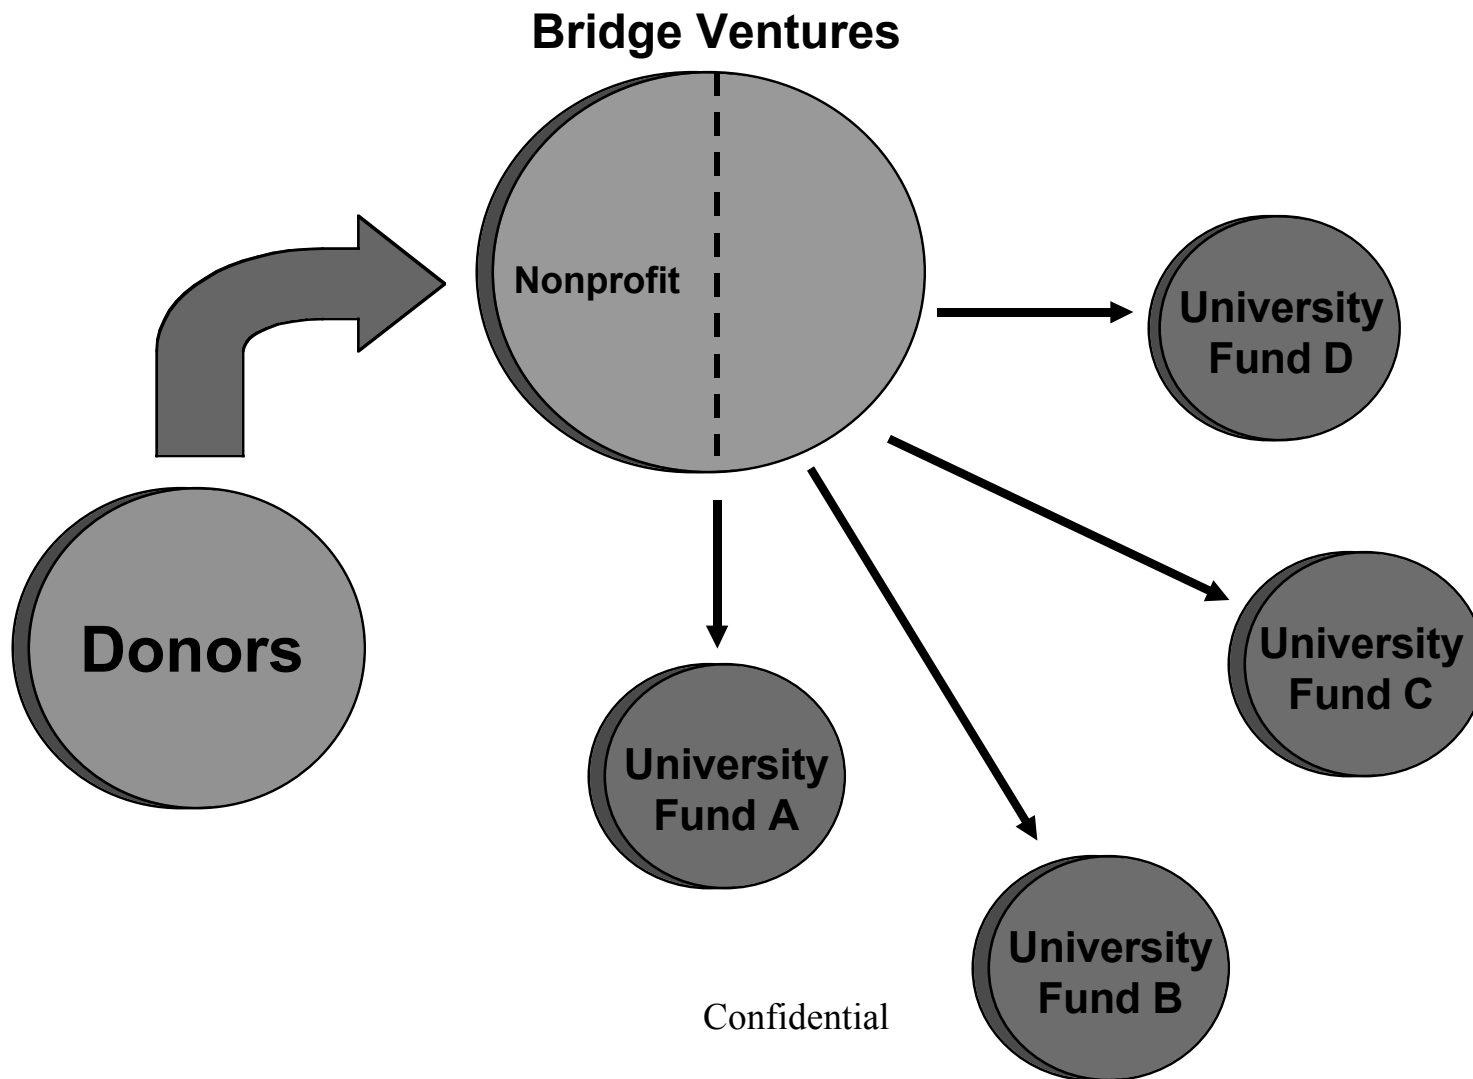 Bridge Ventures
Nonprofit
University
Fund D
Donors
University
Fund C
University
Fund A
University
Fund B
Confidential